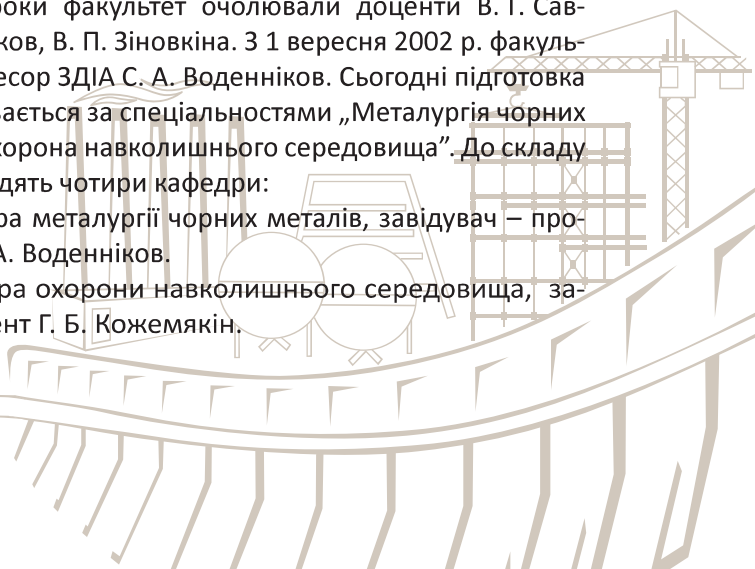 роки факультет очолювали доценти В. Г. Сав-
ков, В. П. Зіновкіна. З 1 вересня 2002 р. факуль-
есор ЗДІА С. А. Воденніков. Сьогодні підготовка
вається за спеціальностями „Металургія чорних
хорона навколишнього середовища”. До складу
дять чотири кафедри:
ра металургії чорних металів, завідувач – про-
А. Воденніков.
ра охорони навколишнього середовища, за-
ент Г. Б. Кожемякін.